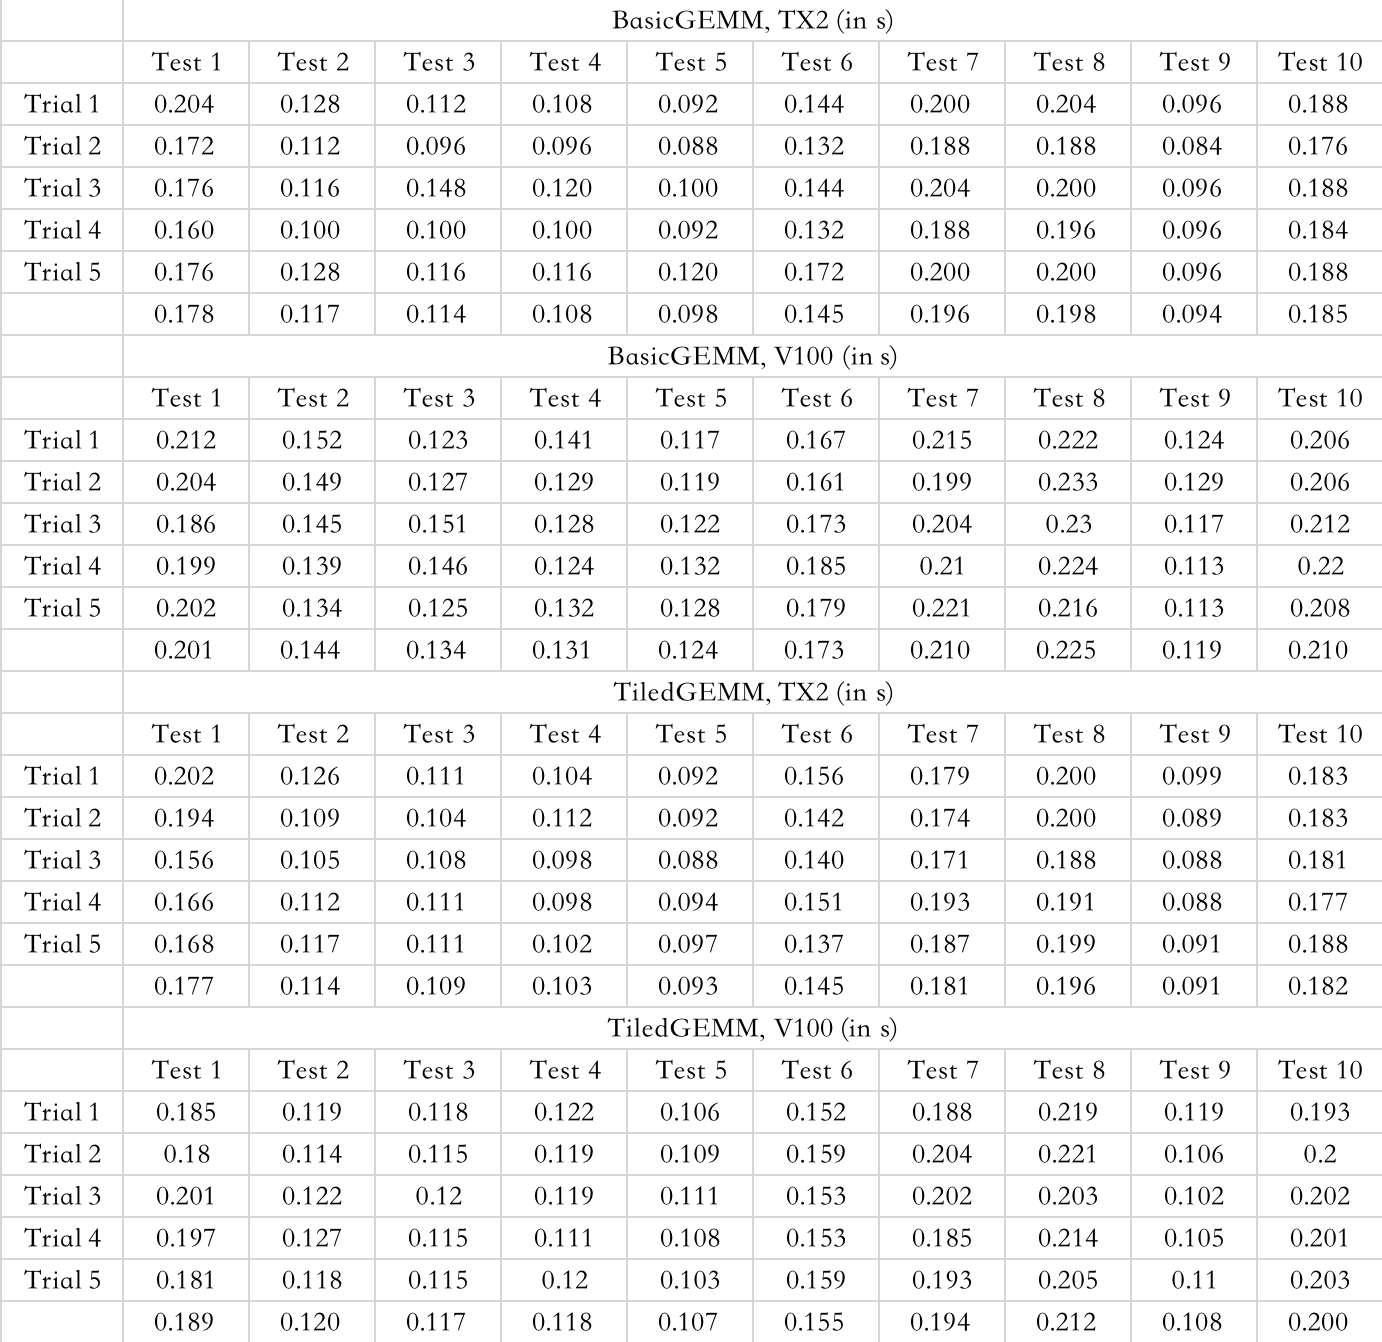 BasicGEMM, TX2 (in s)
Test 1 Test 2 Test 3 Test 4 Test 5 Test 6 Test 7 Test 8 Test 9 Test 10
Trial 1 0.204 0.128 0.112 0.108 0.092 0.144 0.200 0.204 0.096 0.188
Trial 2 0.172 0.112 0.096 0.096 0.088 0.132 0.188 0.188 0.084 0.176
Trial 3 0.176 0.116 0.148 0.120 0.100 0.144 0.204 0.200 0.096 0.188
Trial 4 0.160 0.100 0.100 0.100 0.092 0.132 0.188 0.196 0.096 0.184
Trial 5 0.176 0.128 0.116 0.116 0.120 0.172 0.200 0.200 0.096 0.188
0.178 0.117 0.114 0.108 0.098 0.145 0.196 0.198 0.094 0.185
BasicGEMM, V100 (in s)
Test 1 Test 2 Test 3 Test 4 Test 5 Test 6 Test 7 Test 8 Test 9 Test 10
Trial 1 0.212 0.152 0.123 0.141 0.117 0.167 0.215 0.222 0.124 0.206
Trial 2 0.204 0.149 0.127 0.129 0.119 0.161 0.199 0.233 0.129 0.206
Trial 3 0.186 0.145 0.151 0.128 0.122 0.173 0.204 0.23 0.117 0.212
Trial 4 0.199 0.139 0.146 0.124 0.132 0.185 0.21 0.224 0.113 0.22
Trial 5 0.202 0.134 0.125 0.132 0.128 0.179 0.221 0.216 0.113 0.208
0.201 0.144 0.134 0.131 0.124 0.173 0.210 0.225 0.119 0.210
TiledGEMM, TX2 (in s)
Test 1 Test 2 Test 3 Test 4 Test 5 Test 6 Test 7 Test 8 Test 9 Test 10
Trial 1 0.202 0.126 0.111 0.104 0.092 0.156 0.179 0.200 0.099 0.183
Trial 2 0.194 0.109 0.104 0.112 0.092 0.142 0.174 0.200 0.089 0.183
Trial 3 0.156 0.105 0.108 0.098 0.088 0.140 0.171 0.188 0.088 0.181
Trial 4 0.166 0.112 0.111 0.098 0.094 0.151 0.193 0.191 0.088 0.177
Trial 5 0.168 0.117 0.111 0.102 0.097 0.137 0.187 0.199 0.091 0.188
0.177 0.114 0.109 0.103 0.093 0.145 0.181 0.196 0.091 0.182
TiledGEMM, V100 (in s)
Test 1 Test 2 Test 3 Test 4 Test 5 Test 6 Test 7 Test 8 Test 9 Test 10
Trial 1 0.185 0.119 0.118 0.122 0.106 0.152 0.188 0.219 0.119 0.193
Trial 2 0.18 0.114 0.115 0.119 0.109 0.159 0.204 0.221 0.106 0.2
Trial 3 0.201 0.122 0.12 0.119 0.111 0.153 0.202 0.203 0.102 0.202
Trial 4 0.197 0.127 0.115 0.111 0.108 0.153 0.185 0.214 0.105 0.201
Trial 5 0.181 0.118 0.115 0.12 0.103 0.159 0.193 0.205 0.11 0.203
0.189 0.120 0.117 0.118 0.107 0.155 0.194 0.212 0.108 0.200